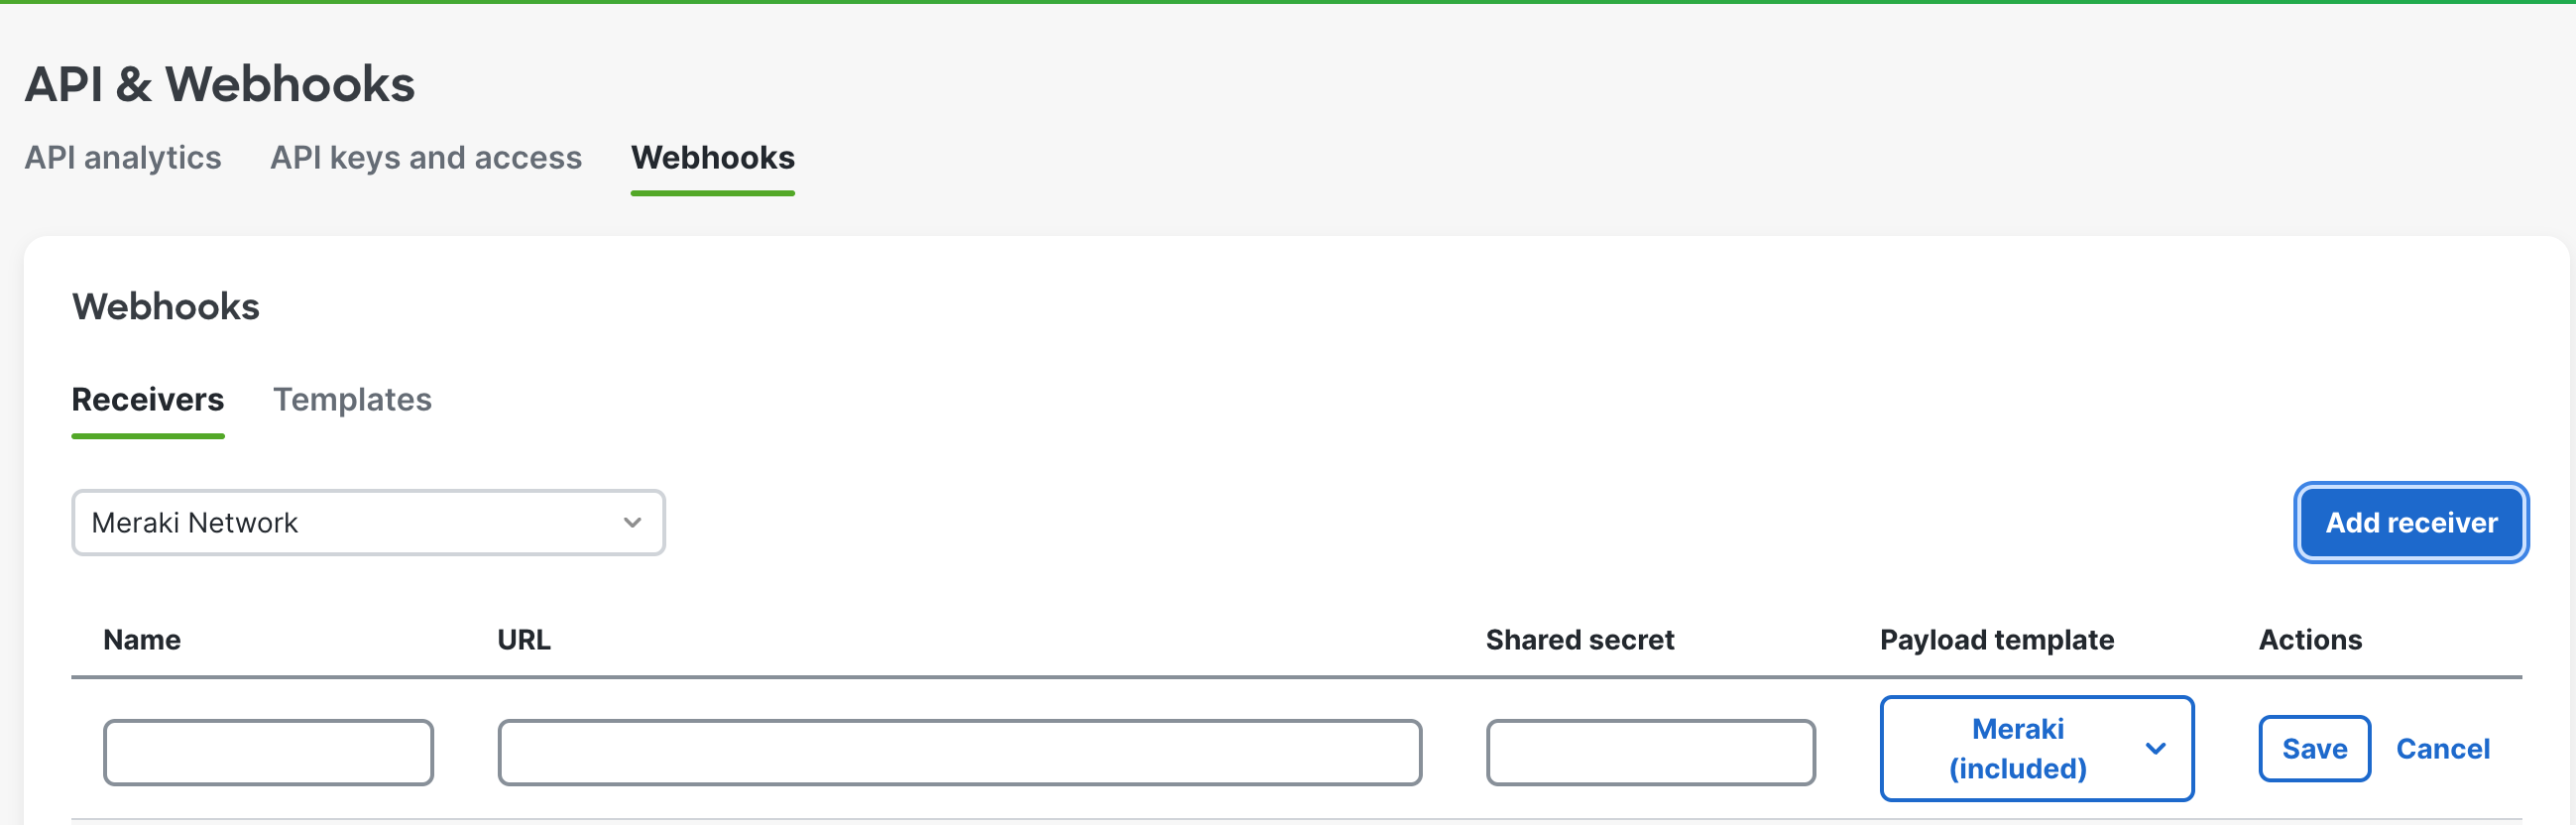 API & Webhooks
API analytics API keys and access Webhooks
Webhooks
Receivers Templates
Meraki Network Add receiver
Name URL Shared secret Payload template Actions
Meraki
(included)
Save Cancel